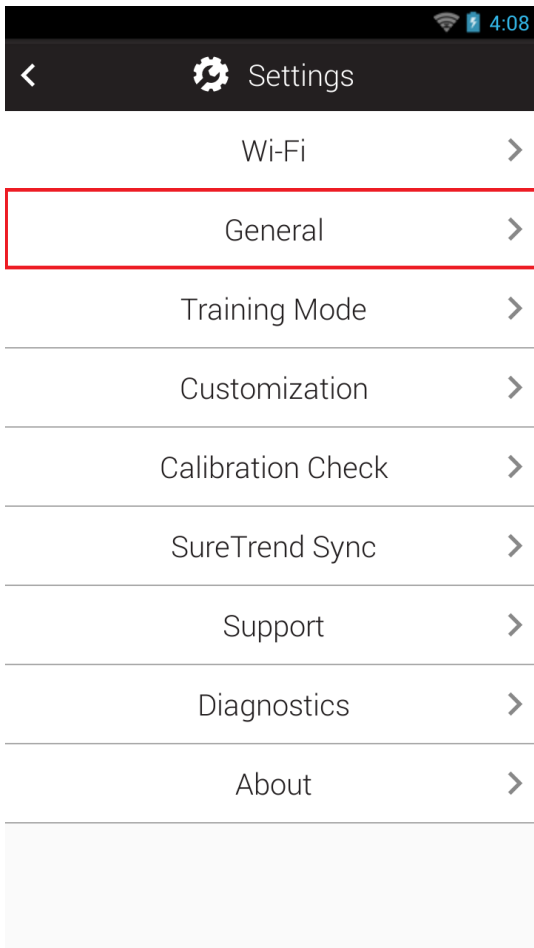 4:08
Settings
Wi-Fi
General
Training Mode
Customization
Calibration Check
SureTrend Sync
Support
Diagnostics
About